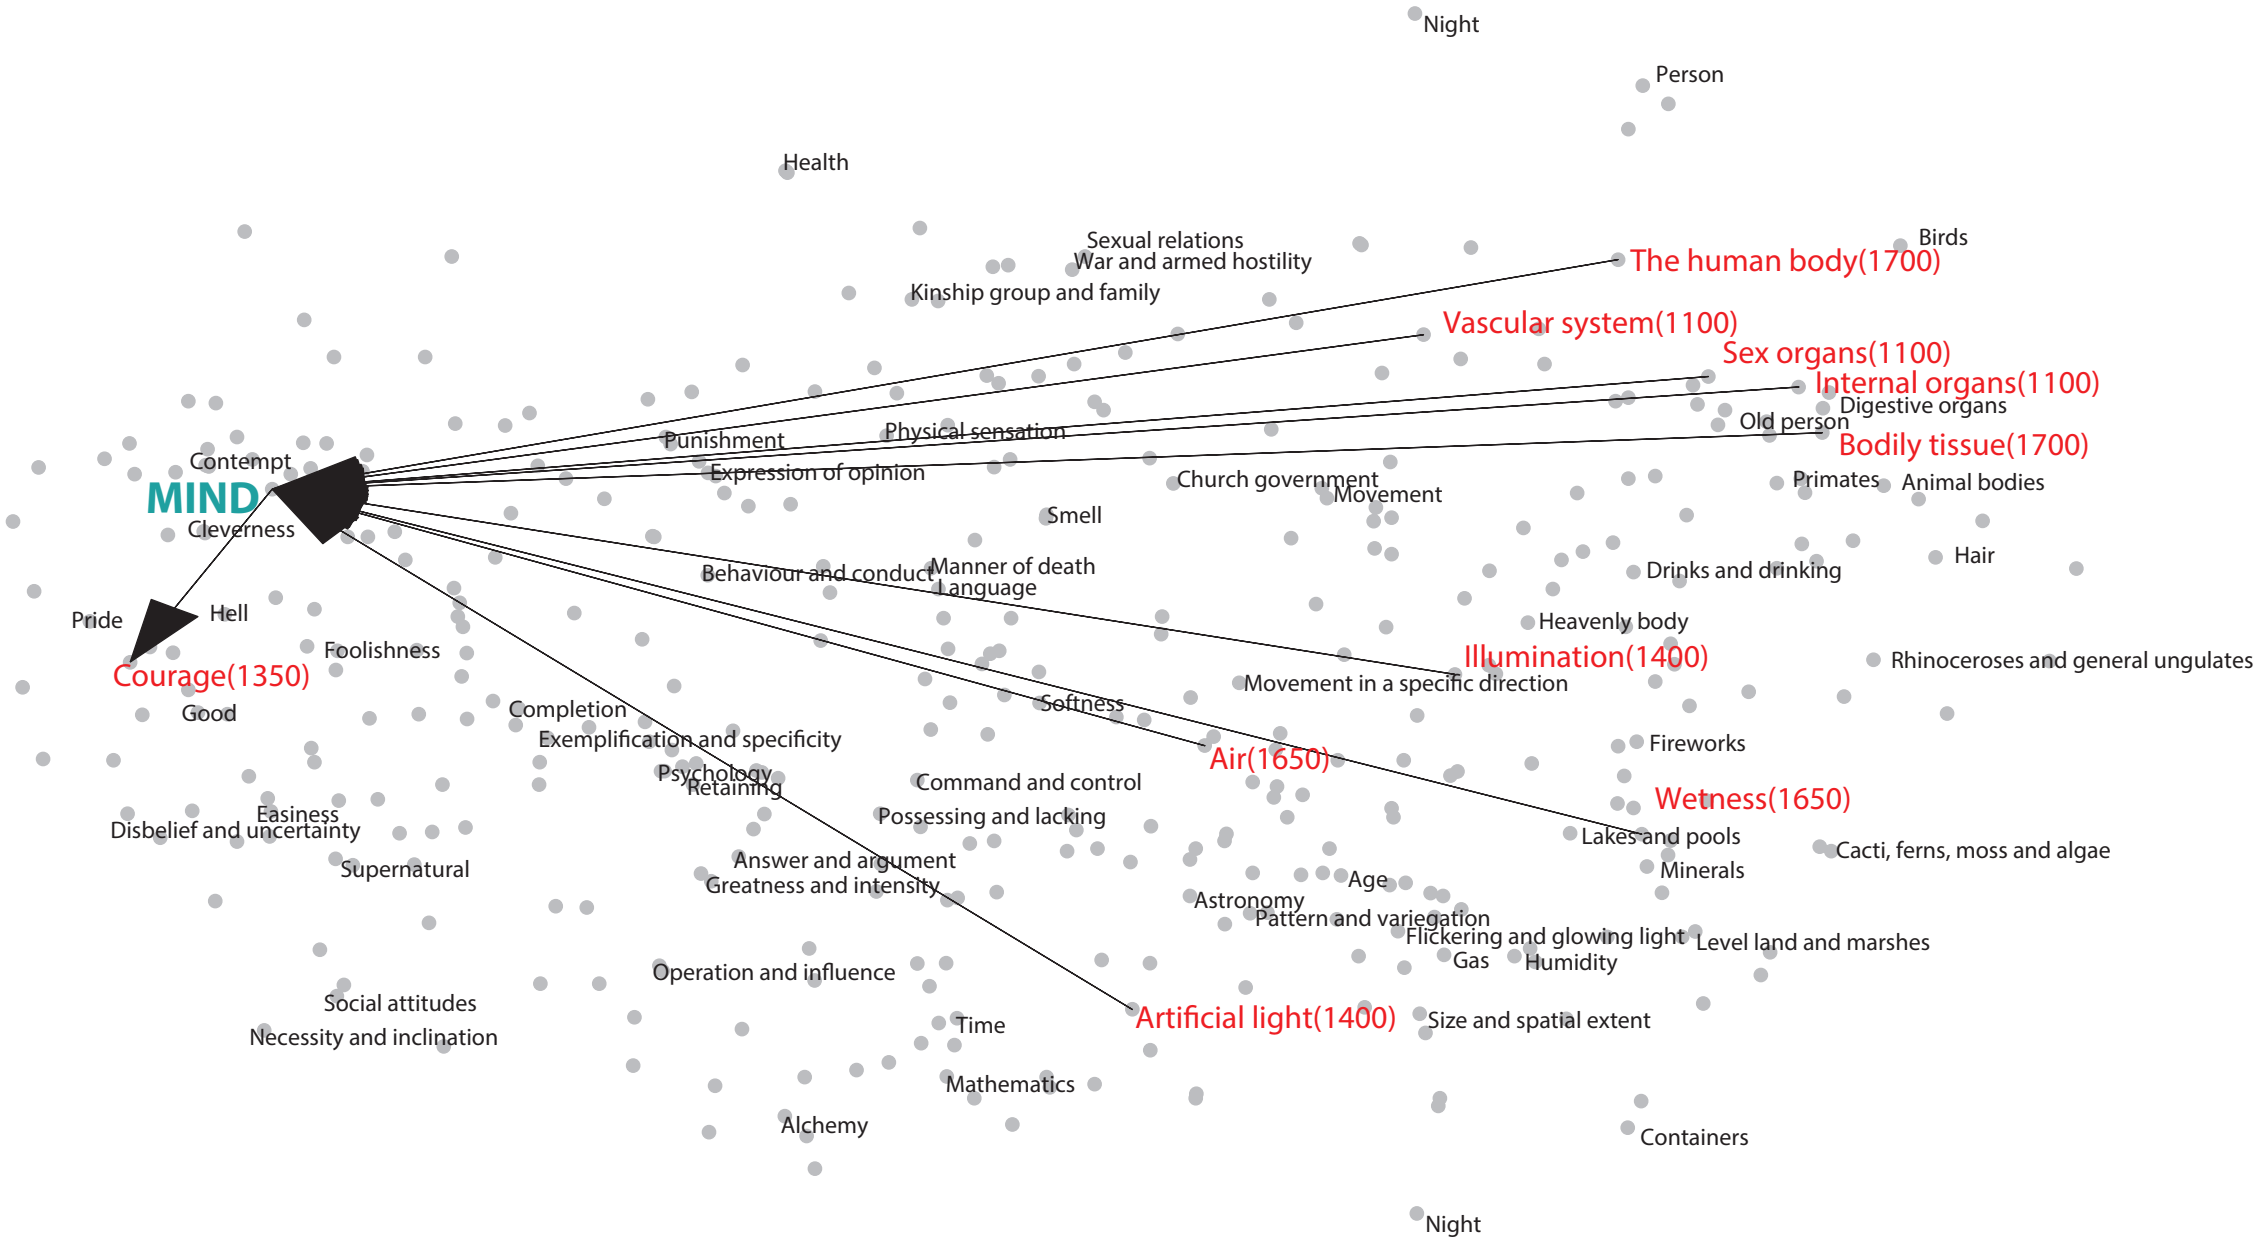 Night
Person
Health
Birds
Sexual relations
War and armed hostility
The human body(1700)
Kinship group and family
Vascular system(1100)
Sex organs(1100)
Internal organs(1100)
Digestive organs
Old person
Physical sensation
Punishment
Bodily tissue(1700)
Contempt
Expression of opinion
Church government
Primates
Animal bodies
Movement
MIND
Smell
Cleverness
Hair
Manner of death
Drinks and drinking
Behaviour and conduct
Language
Hell
Pride
Heavenly body
Foolishness
Illumination(1400)
Rhinoceroses and general ungulates
Courage(1350)
Movement in a specific direction
Softness
Completion
Good
Exemplification and specificity
Fireworks
Air(1650)
Psychology
Command and control
Retaining
Wetness(1650)
Easiness
Possessing and lacking
Disbelief and uncertainty
Lakes and pools
Cacti, ferns, moss and algae
Answer and argument
Supernatural
Minerals
Age
Greatness and intensity
Astronomy
Pattern and variegation
Flickering and glowing light
Level land and marshes
Gas
Humidity
Operation and influence
Social attitudes
Artificial light(1400)
Size and spatial extent
Time
Necessity and inclination
Mathematics
Alchemy
Containers
Night